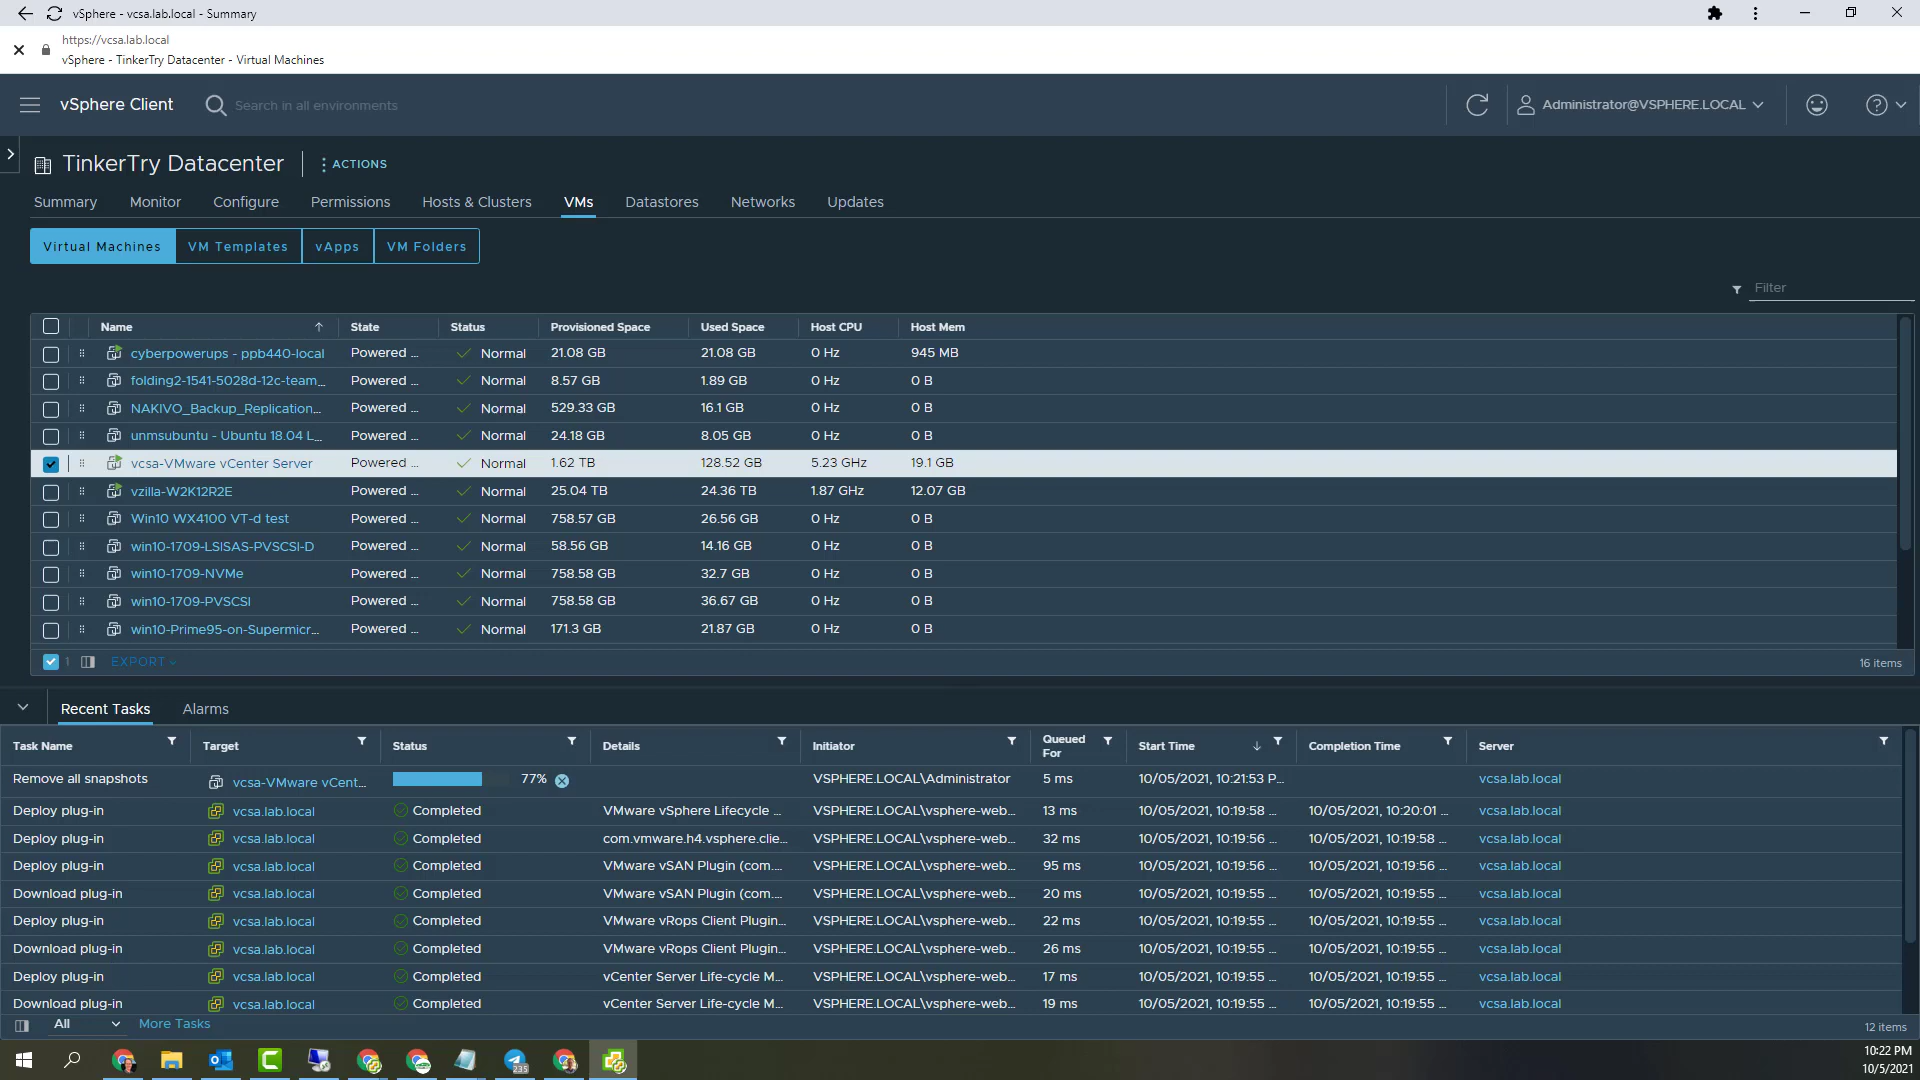 vSphere - vcsa.lab.local - Summary
https://vcsa.lab.local
vSphere - TinkerTry Datacenter - Virtual Machines
vSphere Client Search in all environments Administrator@VSPHERE.LOCAL
TinkerTry Datacenter ACTIONS
Summary Monitor Configure Permissions Hosts & Clusters VMs Datastores Networks Updates
Virtual Machines VM Templates vApps VM Folders
Filter
Name State Status Provisioned Space Used Space Host CPU Host Mem
cyberpowerups - ppb440-local Powered ... Normal 21.08 GB 21.08 GB 0 Hz 945 MB
folding2-1541-5028d-12c-team... Powered ... Normal 8.57 GB 1.89 GB 0 Hz 0 B
NAKIVO_Backup_Replication... Powered ... Normal 529.33 GB 16.1 GB 0 Hz 0 B
unmsubuntu - Ubuntu 18.04 L... Powered ... Normal 24.18 GB 8.05 GB 0 Hz 0 B
vcsa-VMware vCenter Server Powered ... Normal 1.62 TB 128.52 GB 5.23 GHz 19.1 GB
vzilla-W2K12R2E Powered ... Normal 25.04 TB 24.36 TB 1.87 GHz 12.07 GB
Win10 WX4100 VT-d test Powered ... Normal 758.57 GB 26.56 GB 0 Hz 0 B
win10-1709-LSISAS-PVSCSI-D Powered ... Normal 58.56 GB 14.16 GB 0 Hz 0 B
win10-1709-NVMe Powered ... Normal 758.58 GB 32.7 GB 0 Hz 0 B
win10-1709-PVSCSI Powered ... Normal 758.58 GB 36.67 GB 0 Hz 0 B
win10-Prime95-on-Supermicr... Powered ... Normal 171.3 GB 21.87 GB 0 Hz 0 B
1 EXPORT 16 items
Recent Tasks Alarms
Task Name Target Status Details Initiator Queued For Start Time Completion Time Server
Remove all snapshots vcsa-VMware vCent... 77% VSPHERE.LOCAL\Administrator 5 ms 10/05/2021, 10:21:53 P... vcsa.lab.local
Deploy plug-in vcsa.lab.local Completed VMware vSphere Lifecycle ... VSPHERE.LOCAL\vsphere-web... 13 ms 10/05/2021, 10:19:58 ... 10/05/2021, 10:20:01 ... vcsa.lab.local
Deploy plug-in vcsa.lab.local Completed com.vmware.h4.vsphere.clie... VSPHERE.LOCAL\vsphere-web... 32 ms 10/05/2021, 10:19:56 ... 10/05/2021, 10:19:58 ... vcsa.lab.local
Deploy plug-in vcsa.lab.local Completed VMware vSAN Plugin (com.... VSPHERE.LOCAL\vsphere-web... 95 ms 10/05/2021, 10:19:56 ... 10/05/2021, 10:19:56 ... vcsa.lab.local
Download plug-in vcsa.lab.local Completed VMware vSAN Plugin (com.... VSPHERE.LOCAL\vsphere-web... 20 ms 10/05/2021, 10:19:55 ... 10/05/2021, 10:19:56 ... vcsa.lab.local
Deploy plug-in vcsa.lab.local Completed VMware vRops Client Plugin... VSPHERE.LOCAL\vsphere-web... 22 ms 10/05/2021, 10:19:55 ... 10/05/2021, 10:19:55 ... vcsa.lab.local
Download plug-in vcsa.lab.local Completed VMware vRops Client Plugin... VSPHERE.LOCAL\vsphere-web... 26 ms 10/05/2021, 10:19:55 ... 10/05/2021, 10:19:55 ... vcsa.lab.local
Deploy plug-in vcsa.lab.local Completed vCenter Server Life-cycle M... VSPHERE.LOCAL\vsphere-web... 17 ms 10/05/2021, 10:19:55 ... 10/05/2021, 10:19:55 ... vcsa.lab.local
Download plug-in vcsa.lab.local Completed vCenter Server Life-cycle M... VSPHERE.LOCAL\vsphere-web... 19 ms 10/05/2021, 10:19:55 ... 10/05/2021, 10:19:55 ... vcsa.lab.local
All More Tasks 12 items
235
10:22 PM
10/5/2021